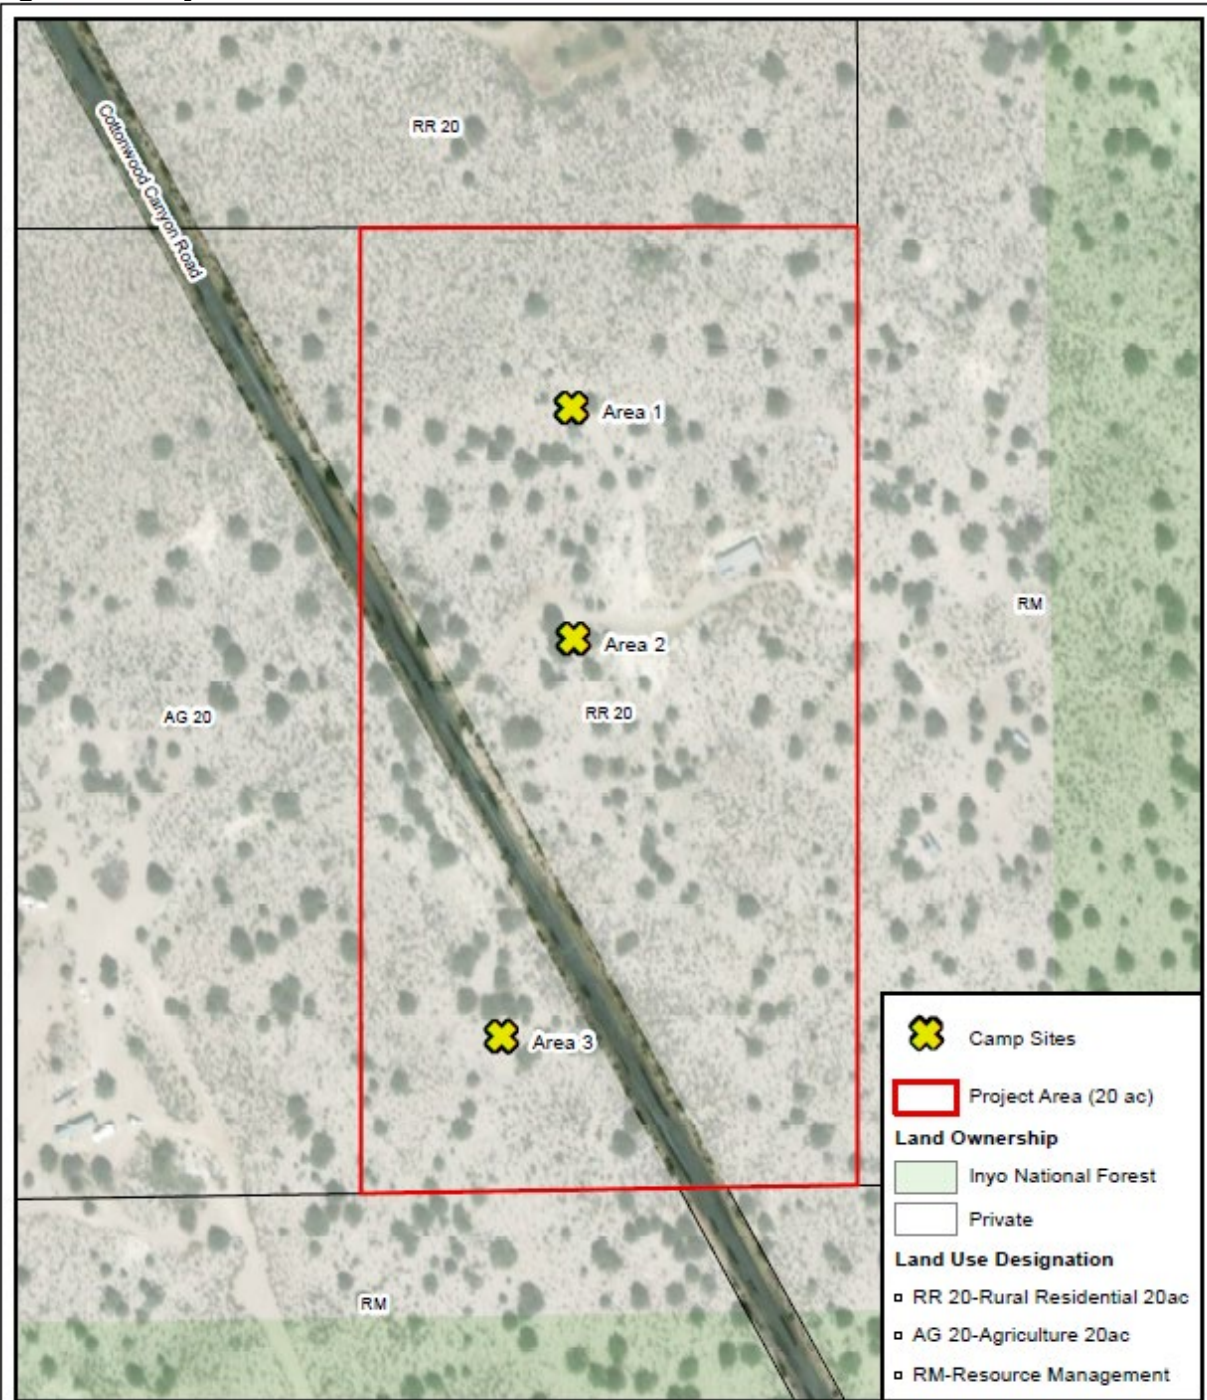 RR 20
Cottonwood Canyon Road
Area 1
RM
Area 2
RR 20
AG 20
Area 3
RM
Camp Sites
Project Area (20 ac)
Land Ownership
Inyo National Forest
Private
Land Use Designation
RR 20-Rural Residential 20ac
AG 20-Agriculture 20ac
RM-Resource Management